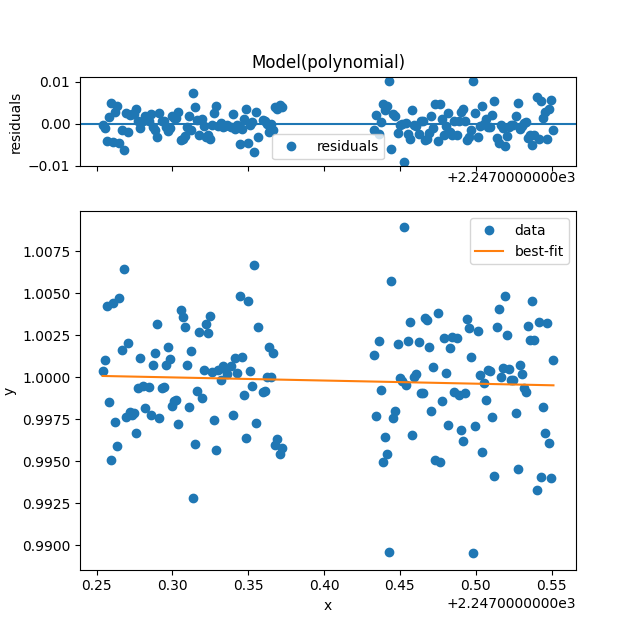 Model(polynomial)
0.01
0.00
−0.01
residuals
residuals
+2.2470000000e3
1.0075
1.0050
1.0025
1.0000
0.9975
0.9950
0.9925
0.9900
y
data
best-fit
0.25 0.30 0.35 0.40 0.45 0.50 0.55
x
+2.2470000000e3